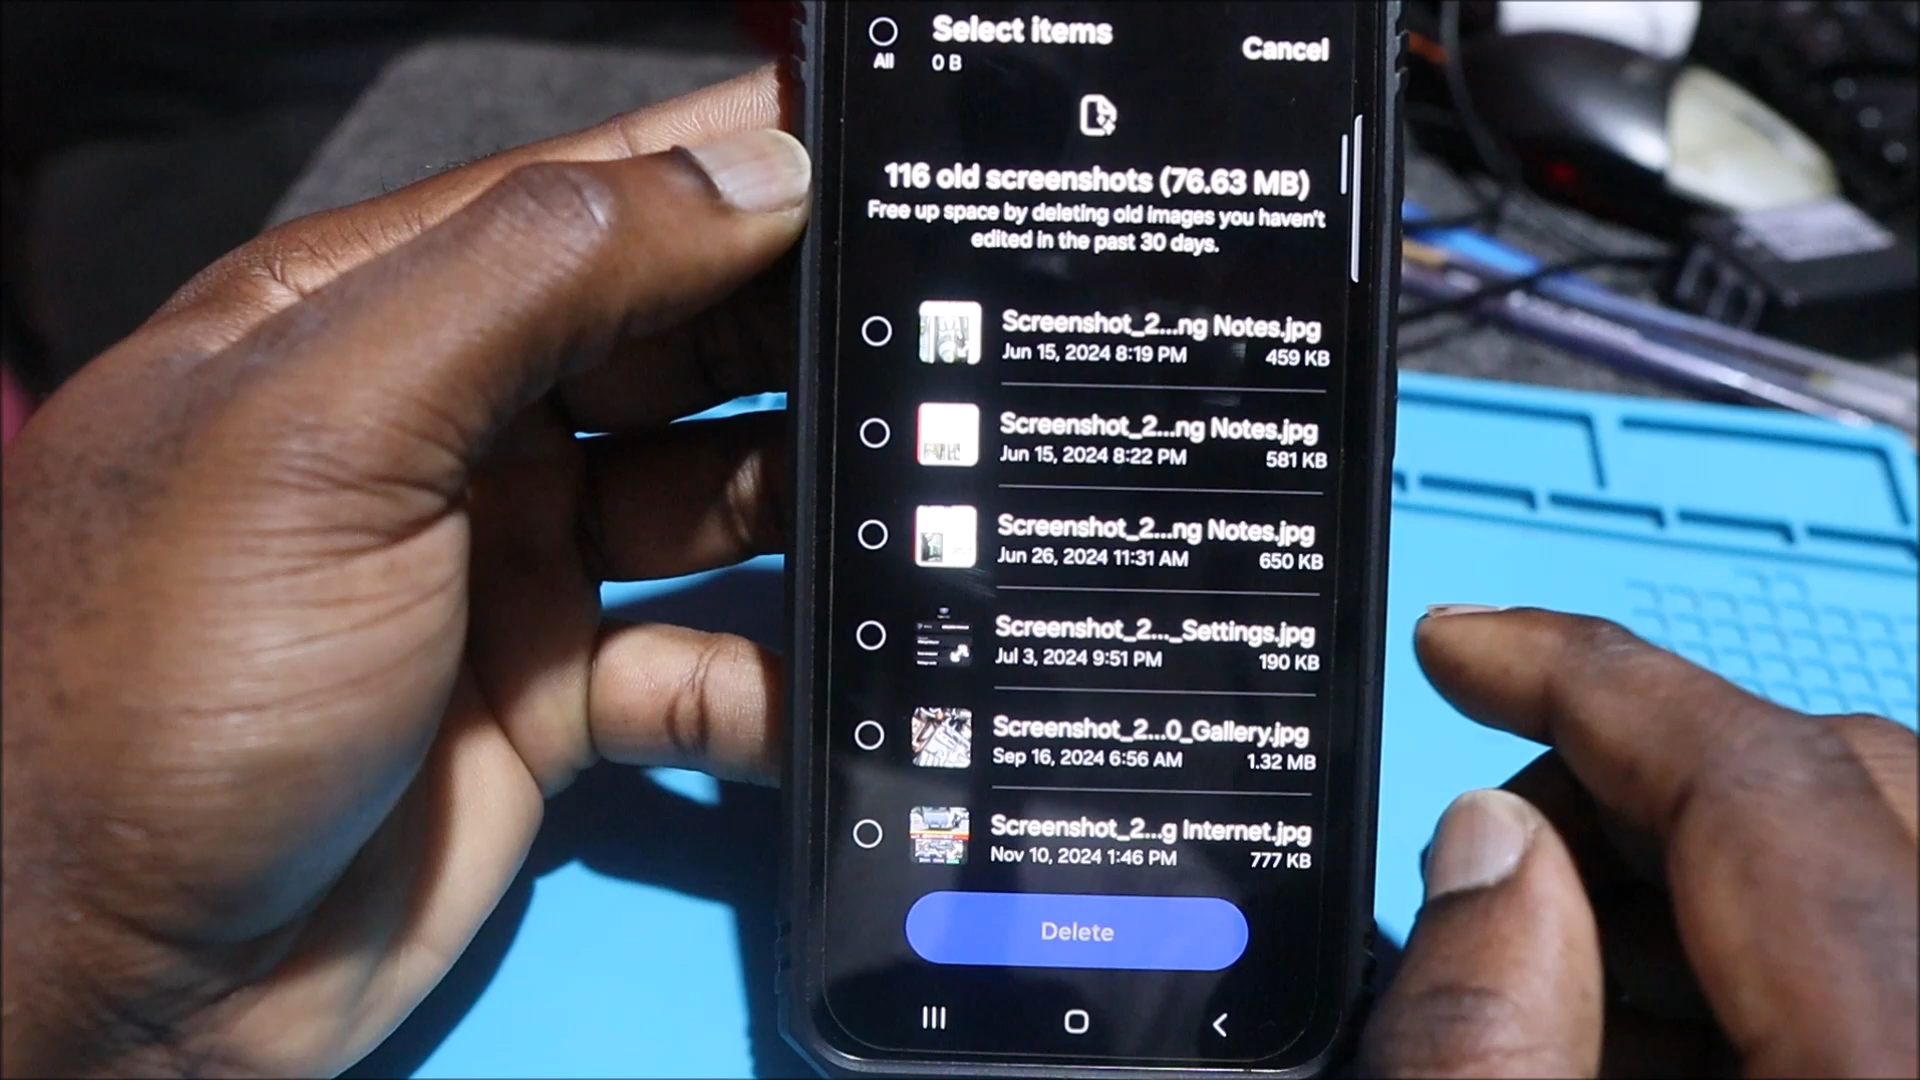 Select items
All
0 B
Cancel
116 old screenshots (76.63 MB)
Free up space by deleting old images you haven't
edited in the past 30 days.
Screenshot_2...ng Notes.jpg
Jun 15, 2024 8:19 PM 459 KB
Screenshot_2...ng Notes.jpg
Jun 15, 2024 8:22 PM 581 KB
Screenshot_2...ng Notes.jpg
Jun 26, 2024 11:31 AM 650 KB
Screenshot_2..._Settings.jpg
Jul 3, 2024 9:51 PM 190 KB
Screenshot_2...0_Gallery.jpg
Sep 16, 2024 6:56 AM 1.32 MB
Screenshot_2...g Internet.jpg
Nov 10, 2024 1:46 PM 777 KB
Delete